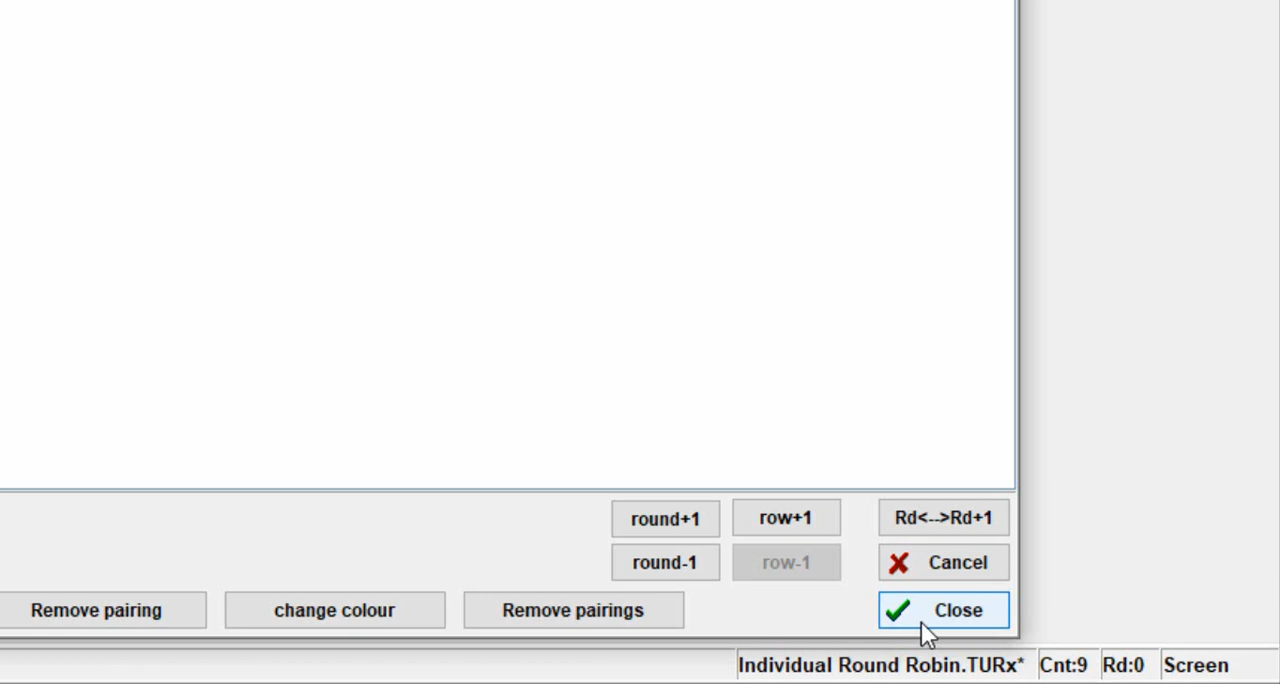 round+1 row+1 Rd<-->Rd+1
round-1 row-1 Cancel
Remove pairing change colour Remove pairings Close
Individual Round Robin.TURx* Cnt:9 Rd:0 Screen